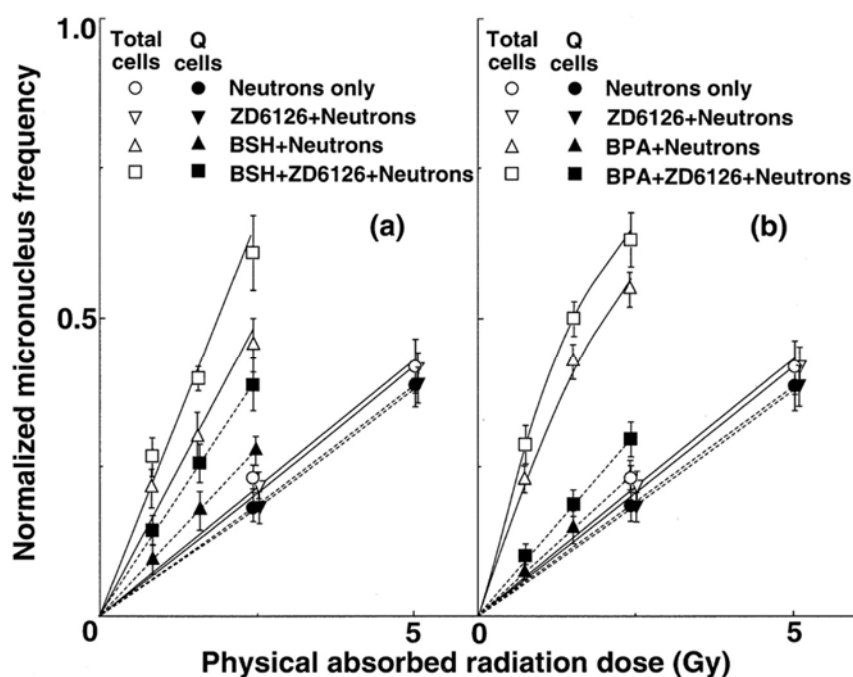 1.0
Total Q
cells cells
Neutrons only
ZD6126+Neutrons
BSH+Neutrons
BSH+ZD6126+Neutrons
(a)
Total Q
cells cells
Neutrons only
ZD6126+Neutrons
BPA+Neutrons
BPA+ZD6126+Neutrons
(b)
Normalized micronucleus frequency
0.5
0 5 0 5
Physical absorbed radiation dose (Gy)